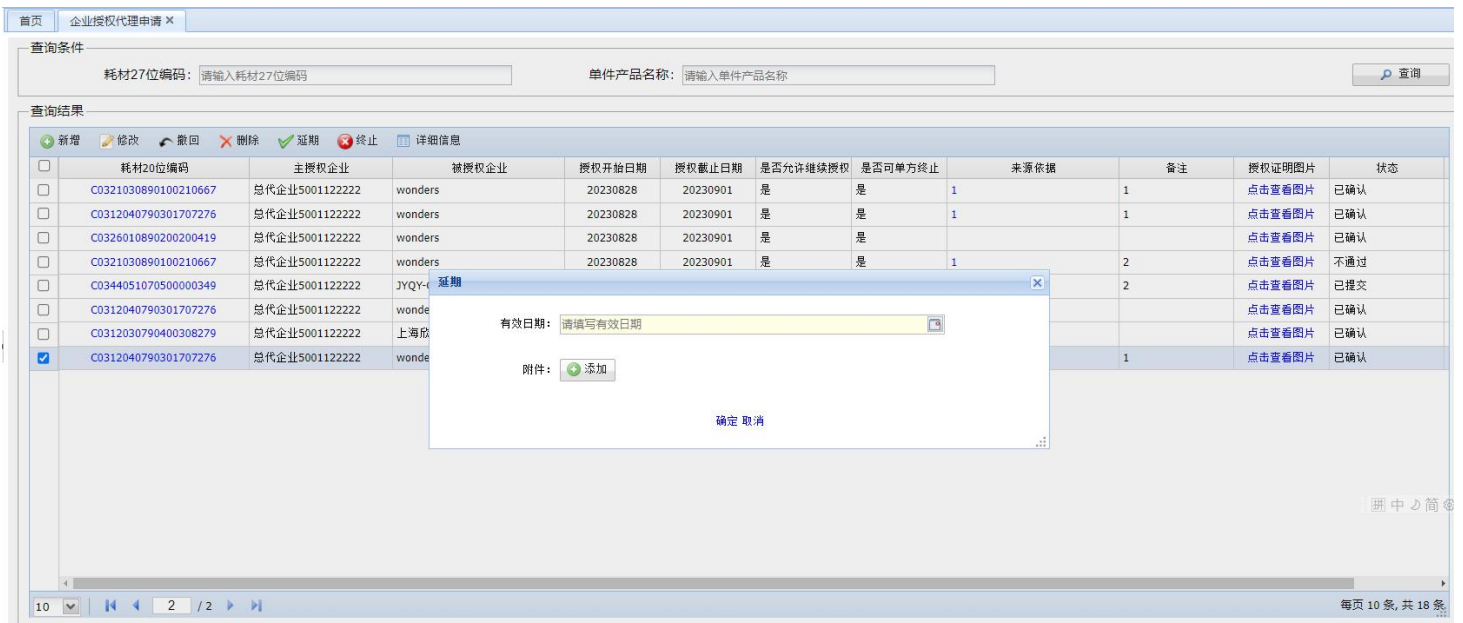 首页 企业授权代理申请
查询条件
耗材27位编码： 请输入耗材27位编码 单件产品名称： 请输入单件产品名称 查询
查询结果
新增 修改 撤回 删除 延期 终止 详细信息
耗材20位编码 主授权企业 被授权企业 授权开始日期 授权截止日期 是否允许继续授权 是否可单方终止 来源依据 备注 授权证明图片 状态
C0321030890100210667 总代企业5001122222 wonders 20230828 20230901 是 是 1 1 点击查看图片 已确认
C0312040790301707276 总代企业5001122222 wonders 20230828 20230901 是 是 1 1 点击查看图片 已确认
C0326010890200200419 总代企业5001122222 wonders 20230828 20230901 是 是 点击查看图片 已确认
C0321030890100210667 总代企业5001122222 wonders 20230828 20230901 是 是 1 2 点击查看图片 不通过
C0344051070500000349 总代企业5001122222 JYQY- 2 点击查看图片 已提交
C0312040790301707276 总代企业5001122222 wonde 点击查看图片 已确认
C0312030790400308279 总代企业5001122222 上海欣 点击查看图片 已确认
C0312040790301707276 总代企业5001122222 wonde 1 点击查看图片 已确认
延期
有效日期： 请填写有效日期
附件： 添加
确定 取消
拼 中 简
10 2 / 2 每页 10 条, 共 18 条